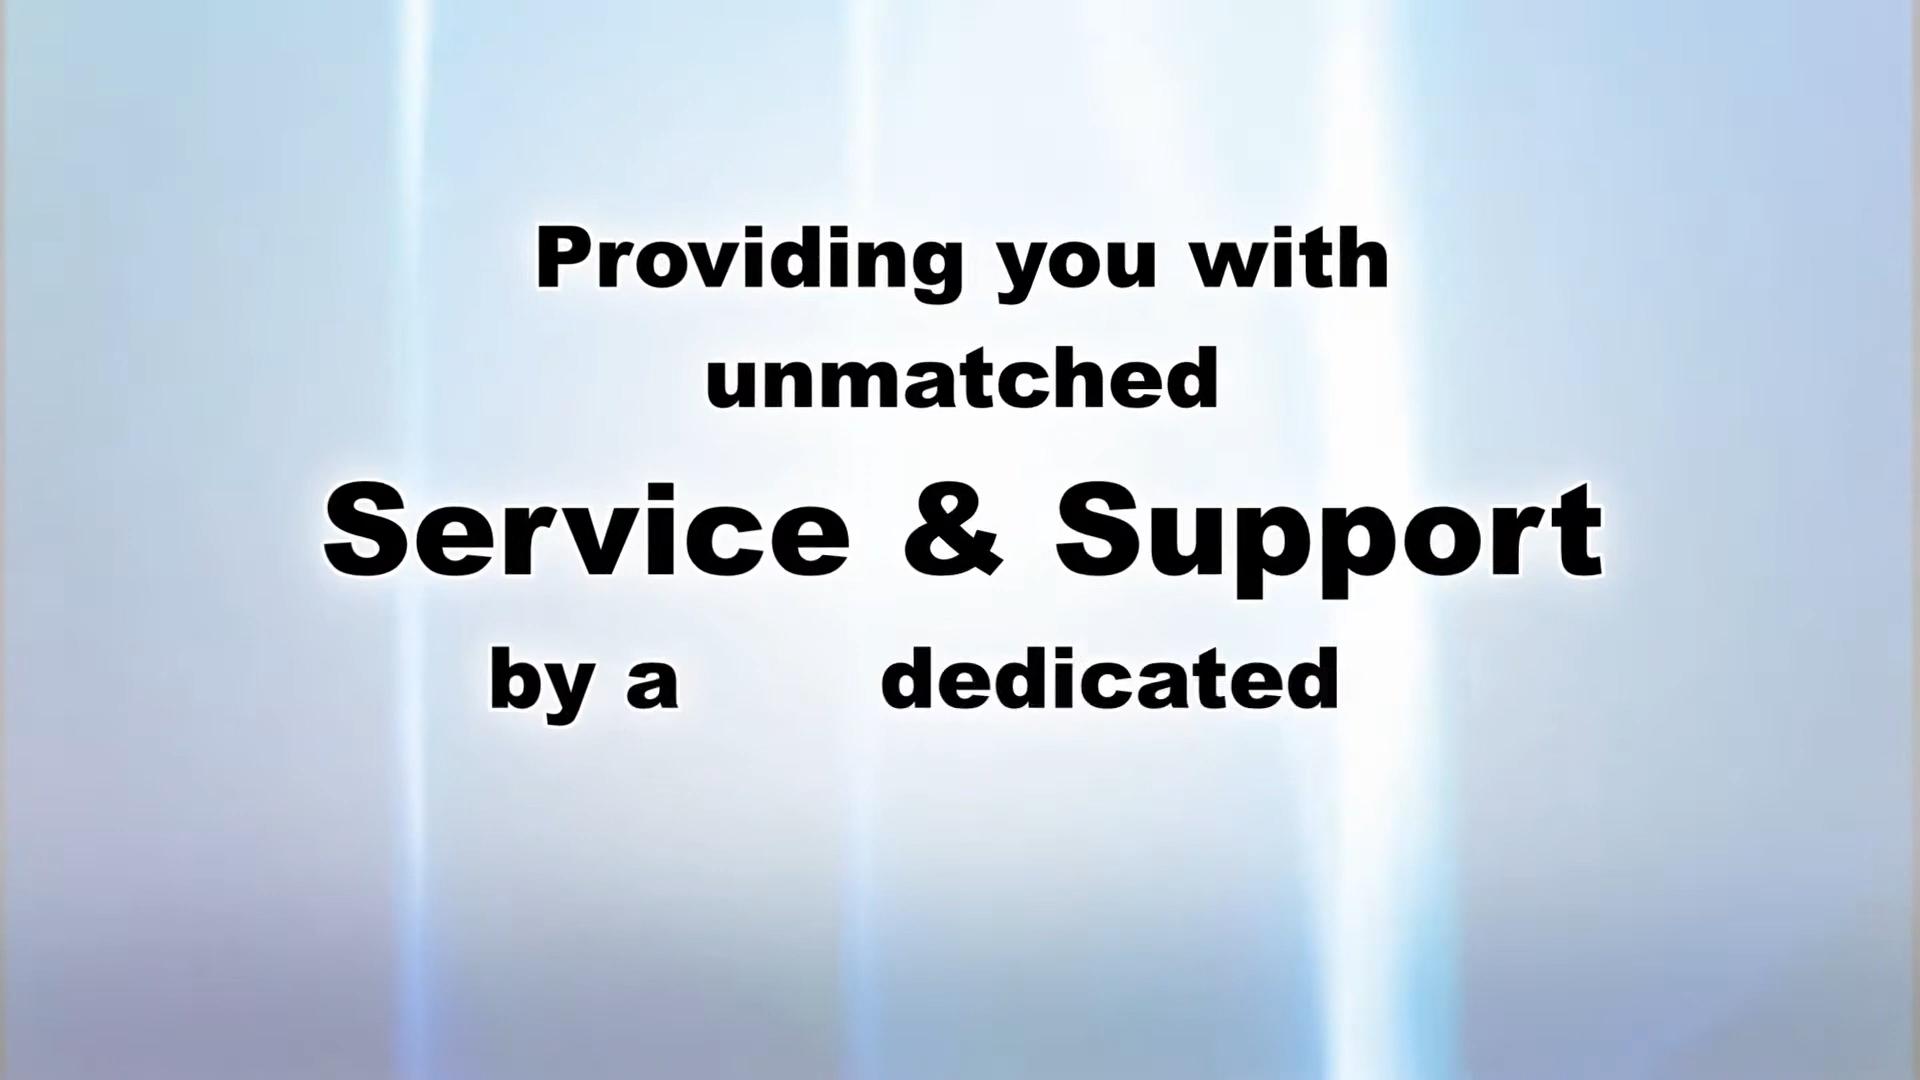 Providing you with
unmatched
Service & Support
by a dedicated